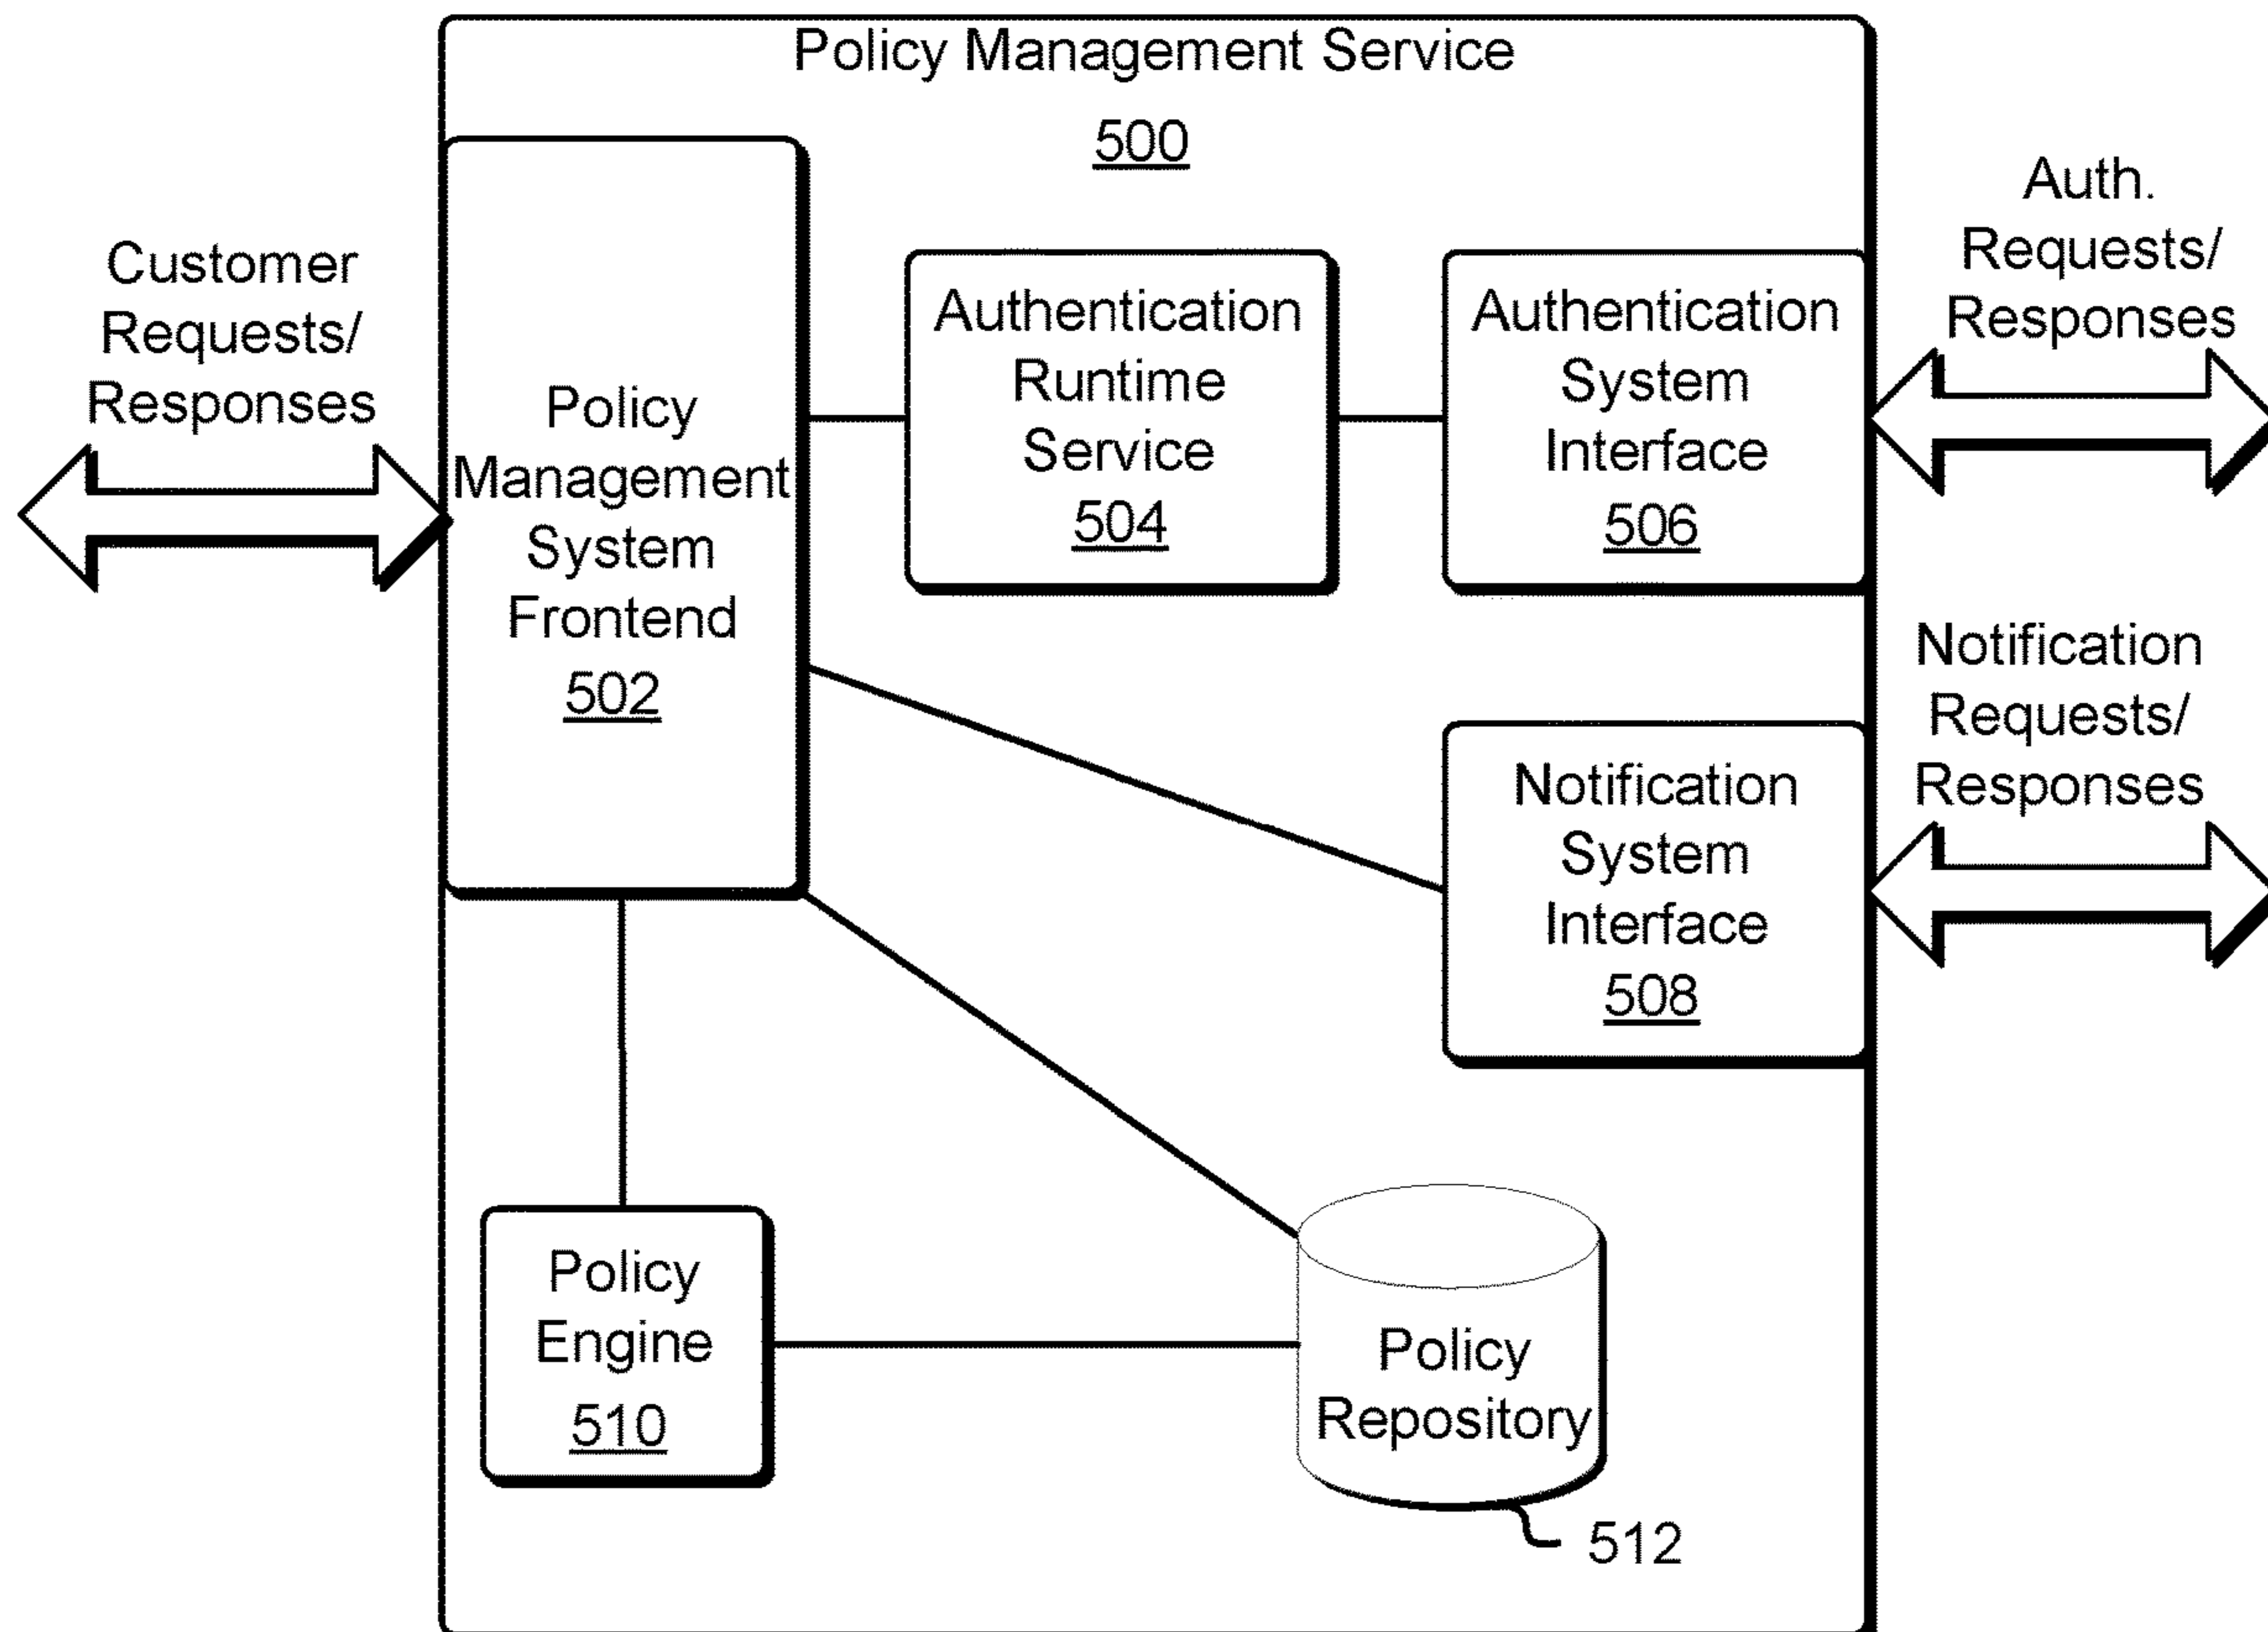 Policy Management Service
500
Customer
Requests/
Responses
Policy
Management
System
Frontend
502
Authentication
Runtime
Service
504
Authentication
System
Interface
506
Auth.
Requests/
Responses
Notification
System
Interface
508
Notification
Requests/
Responses
Policy
Engine
510
Policy
Repository
512